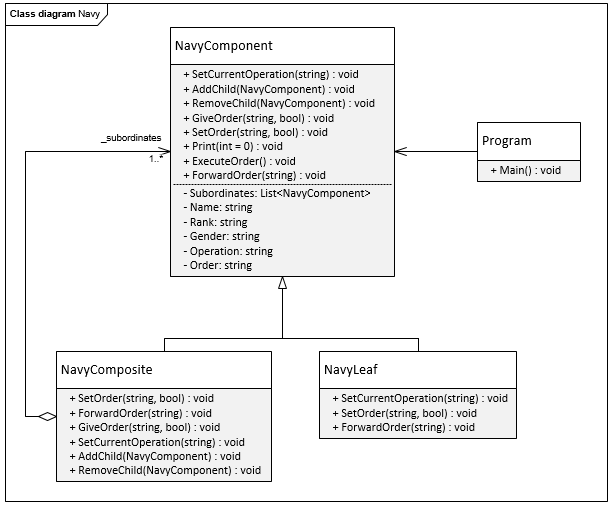 Class diagram Navy
NavyComponent
+ SetCurrentOperation(string) : void
+ AddChild(NavyComponent) : void
+ RemoveChild(NavyComponent) : void
+ GiveOrder(string, bool) : void
+ SetOrder(string, bool) : void
+ Print(int = 0) : void
+ ExecuteOrder() : void
+ ForwardOrder(string) : void
- Subordinates: List<NavyComponent>
- Name: string
- Rank: string
- Gender: string
- Operation: string
- Order: string
_subordinates
1..*
Program
+ Main() : void
NavyComposite
+ SetOrder(string, bool) : void
+ ForwardOrder(string) : void
+ GiveOrder(string, bool) : void
+ SetCurrentOperation(string) : void
+ AddChild(NavyComponent) : void
+ RemoveChild(NavyComponent) : void
NavyLeaf
+ SetCurrentOperation(string) : void
+ SetOrder(string, bool) : void
+ ForwardOrder(string) : void